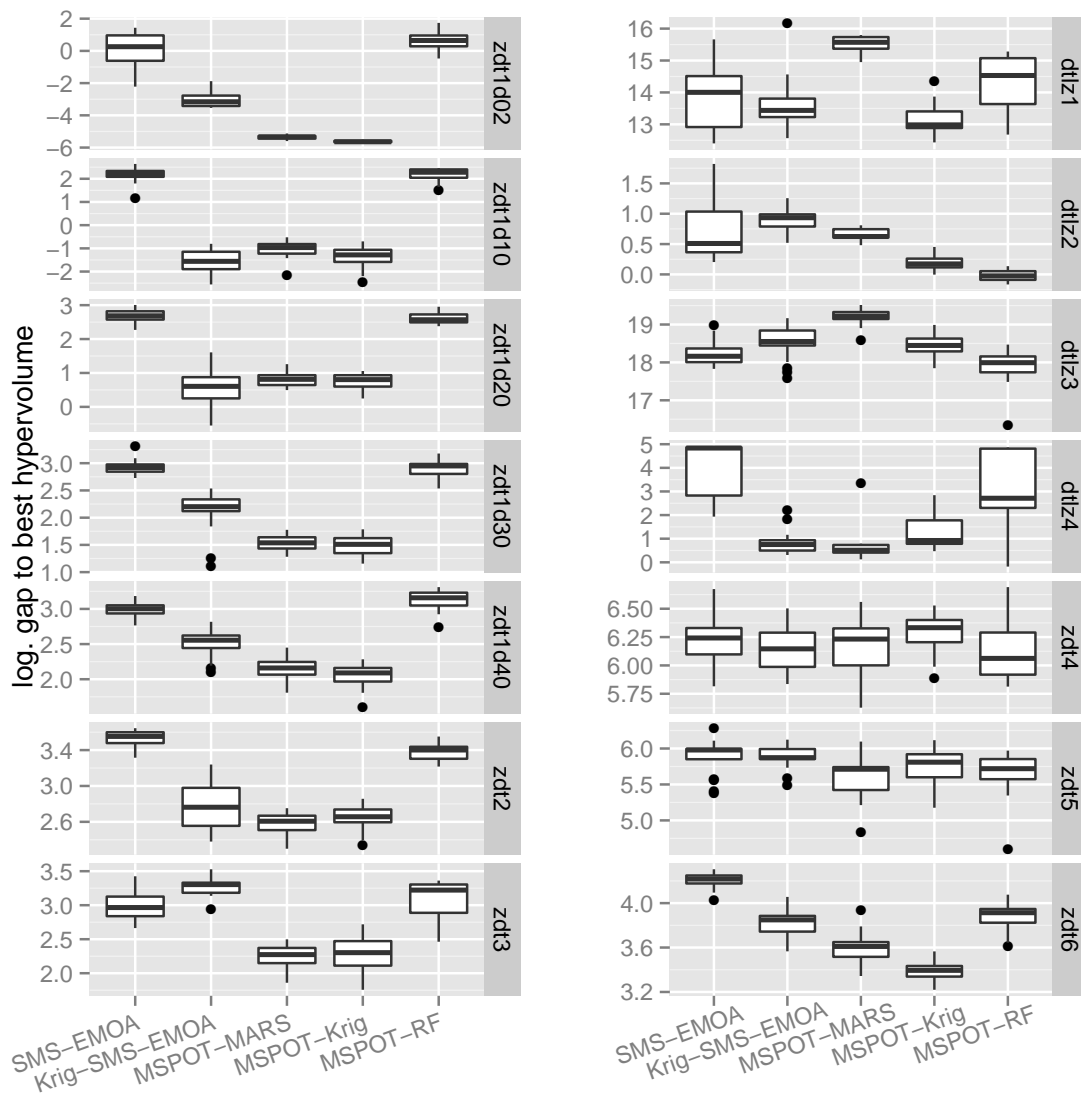 log. gap to best hypervolume
2
0
−2
−4
−6
zdt1d02
2
1
0
−1
−2
zdt1d10
3
2
1
0
zdt1d20
3.0
2.5
2.0
1.5
1.0
zdt1d30
3.0
2.5
2.0
zdt1d40
3.4
3.0
2.6
zdt2
3.5
3.0
2.5
2.0
zdt3
SMS−EMOA
Krig−SMS−EMOA
MSPOT−MARS
MSPOT−Krig
MSPOT−RF
16
15
14
13
dtlz1
1.5
1.0
0.5
0.0
dtlz2
19
18
17
dtlz3
5
4
3
2
1
0
dtlz4
6.50
6.25
6.00
5.75
zdt4
6.0
5.5
5.0
zdt5
4.0
3.6
3.2
zdt6
SMS−EMOA
Krig−SMS−EMOA
MSPOT−MARS
MSPOT−Krig
MSPOT−RF